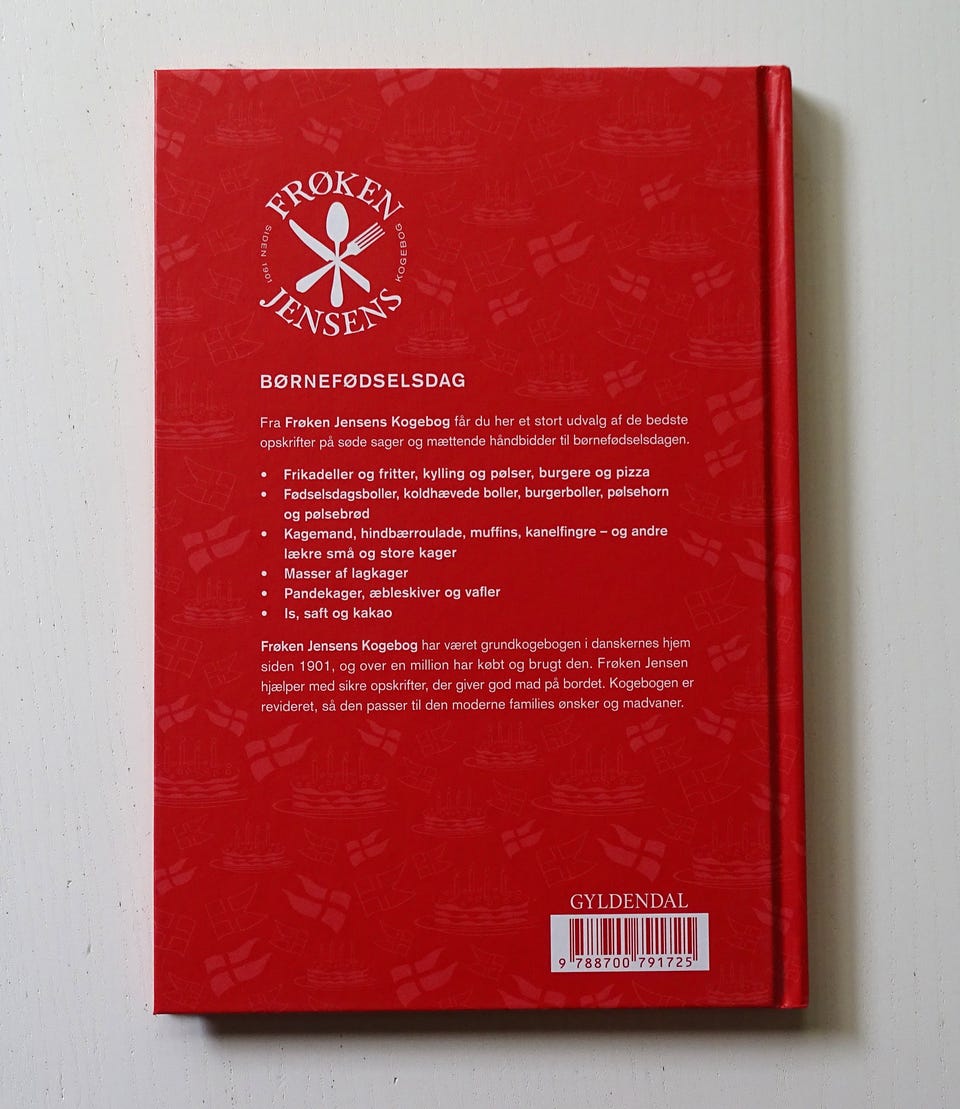 FRØKEN
SIDEN 1901
KOGEBOG
JENSENS
BØRNEFØDSELSDAG
Fra Frøken Jensens Kogebog får du her et stort udvalg af de bedste
opskrifter på søde sager og mættende håndbidder til børnefødselsdagen.
• Frikadeller og fritter, kylling og pølser, burgere og pizza
• Fødselsdagsboller, koldhævede boller, burgerboller, pølsehorn
og pølsebrød
• Kagemand, hindbærroulade, muffins, kanelfingre – og andre
lækre små og store kager
• Masser af lagkager
• Pandekager, æbleskiver og vafler
• Is, saft og kakao
Frøken Jensens Kogebog har været grundkogebogen i danskernes hjem
siden 1901, og over en million har købt og brugt den. Frøken Jensen
hjælper med sikre opskrifter, der giver god mad på bordet. Kogebogen er
revideret, så den passer til den moderne families ønsker og madvaner.
GYLDENDAL
9 788700 791725